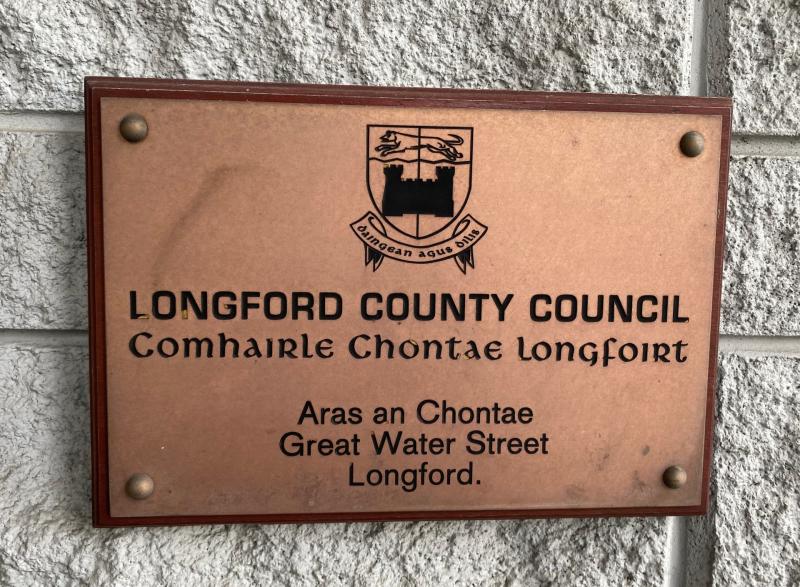 daingean agus dílis
LONGFORD COUNTY COUNCIL
Comhairle Chontae Longfoirt
Aras an Chontae
Great Water Street
Longford.